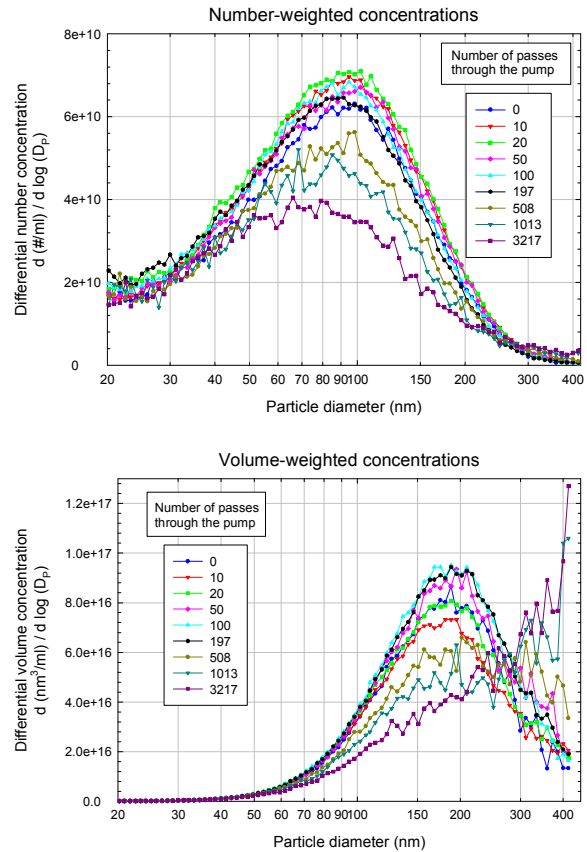 Number-weighted concentrations
Differential number concentration
d (#/ml) / d log (Dₚ)
8e+10
6e+10
4e+10
2e+10
0
Number of passes
through the pump
0
10
20
50
100
197
508
1013
3217
20 30 40 50 60 70 80 90 100 150 200 300 400
Particle diameter (nm)
Volume-weighted concentrations
Differential volume concentration
d (nm³/ml) / d log (Dₚ)
1.2e+17
1.0e+17
8.0e+16
6.0e+16
4.0e+16
2.0e+16
0.0
Number of passes
through the pump
0
10
20
50
100
197
508
1013
3217
20 30 40 50 60 70 80 90 100 150 200 300 400
Particle diameter (nm)